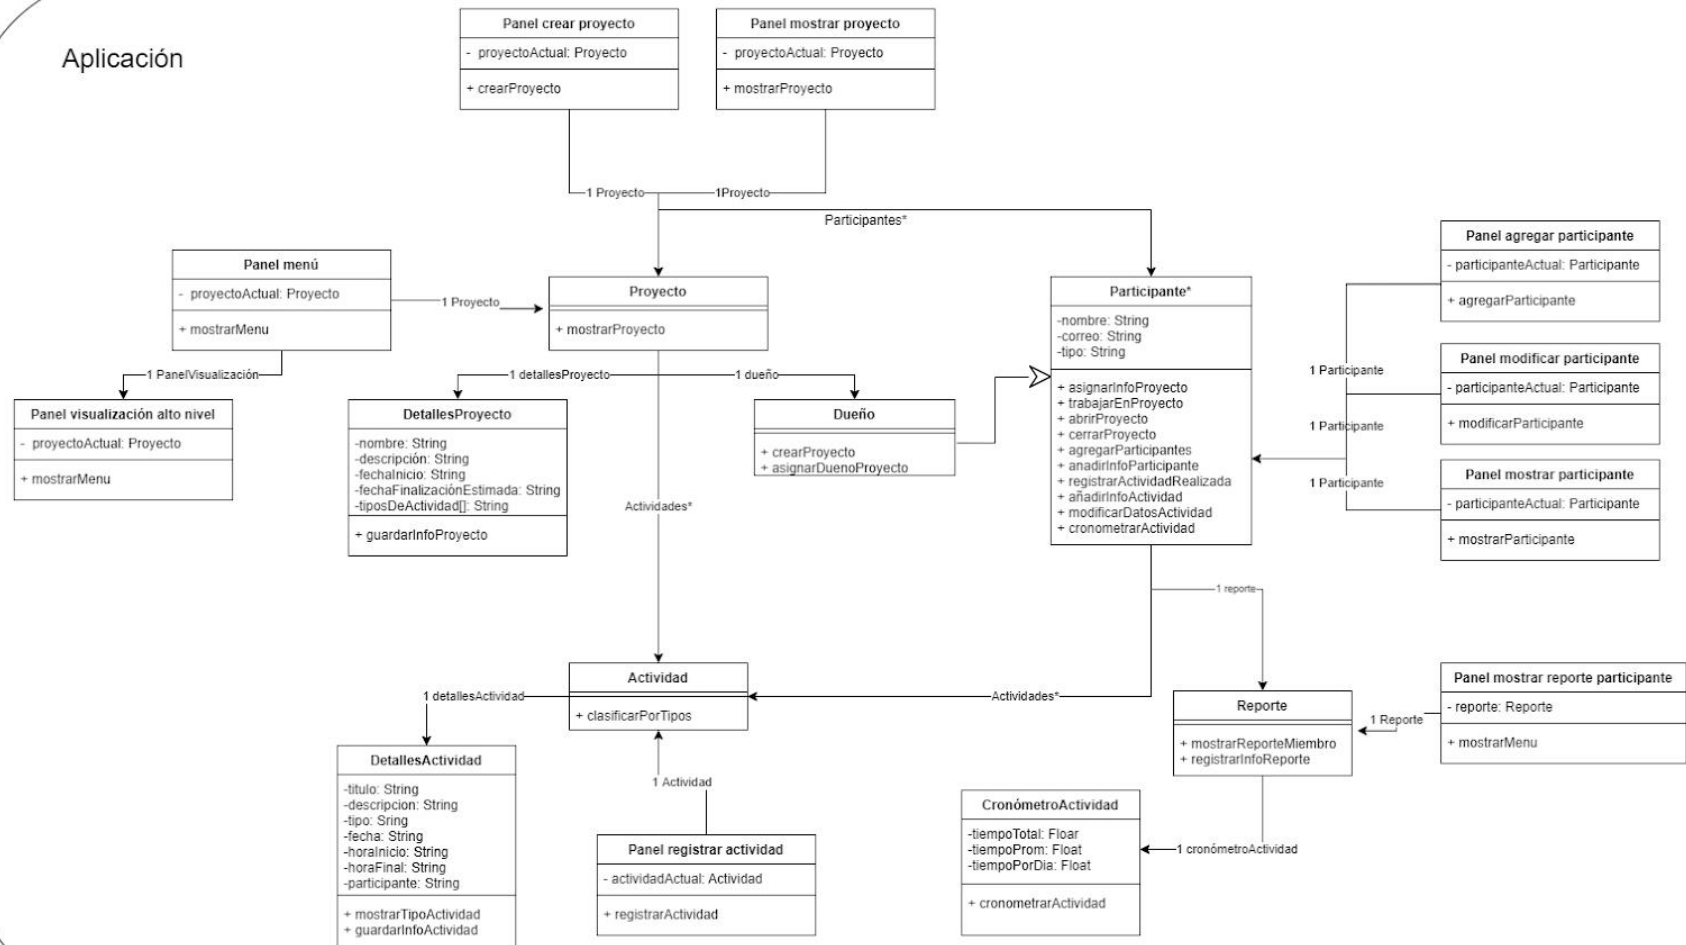 Aplicación
Panel crear proyecto
- proyectoActual: Proyecto
+ crearProyecto
Panel mostrar proyecto
- proyectoActual: Proyecto
+ mostrarProyecto
1 Proyecto
1Proyecto
Participantes*
Panel menú
- proyectoActual: Proyecto
+ mostrarMenu
1 Proyecto
Proyecto
+ mostrarProyecto
Participante*
-nombre: String
-correo: String
-tipo: String
+ asignarInfoProyecto
+ trabajarEnProyecto
+ abrirProyecto
+ cerrarProyecto
+ agregarParticipantes
+ anadirInfoParticipante
+ registrarActividadRealizada
+ añadirInfoActividad
+ modificarDatosActividad
+ cronometrarActividad
Panel agregar participante
- participanteActual: Participante
+ agregarParticipante
1 Participante
Panel modificar participante
- participanteActual: Participante
+ modificarParticipante
1 Participante
Panel mostrar participante
- participanteActual: Participante
+ mostrarParticipante
1 Participante
1 PanelVisualización
Panel visualización alto nivel
- proyectoActual: Proyecto
+ mostrarMenu
1 detallesProyecto
1 dueño
DetallesProyecto
-nombre: String
-descripción: String
-fechaInicio: String
-fechaFinalizaciónEstimada: String
-tiposDeActividad[]: String
+ guardarInfoProyecto
Dueño
+ crearProyecto
+ asignarDuenoProyecto
Actividades*
1 reporte
Actividad
+ clasificarPorTipos
1 detallesActividad
Actividades*
Reporte
+ mostrarReporteMiembro
+ registrarInfoReporte
1 Reporte
Panel mostrar reporte participante
- reporte: Reporte
+ mostrarMenu
DetallesActividad
-titulo: String
-descripcion: String
-tipo: Sring
-fecha: String
-horaInicio: String
-horaFinal: String
-participante: String
+ mostrarTipoActividad
+ guardarInfoActividad
1 Actividad
Panel registrar actividad
- actividadActual: Actividad
+ registrarActividad
CronómetroActividad
-tiempoTotal: Floar
-tiempoProm: Float
-tiempoPorDia: Float
+ cronometrarActividad
1 cronómetroActividad